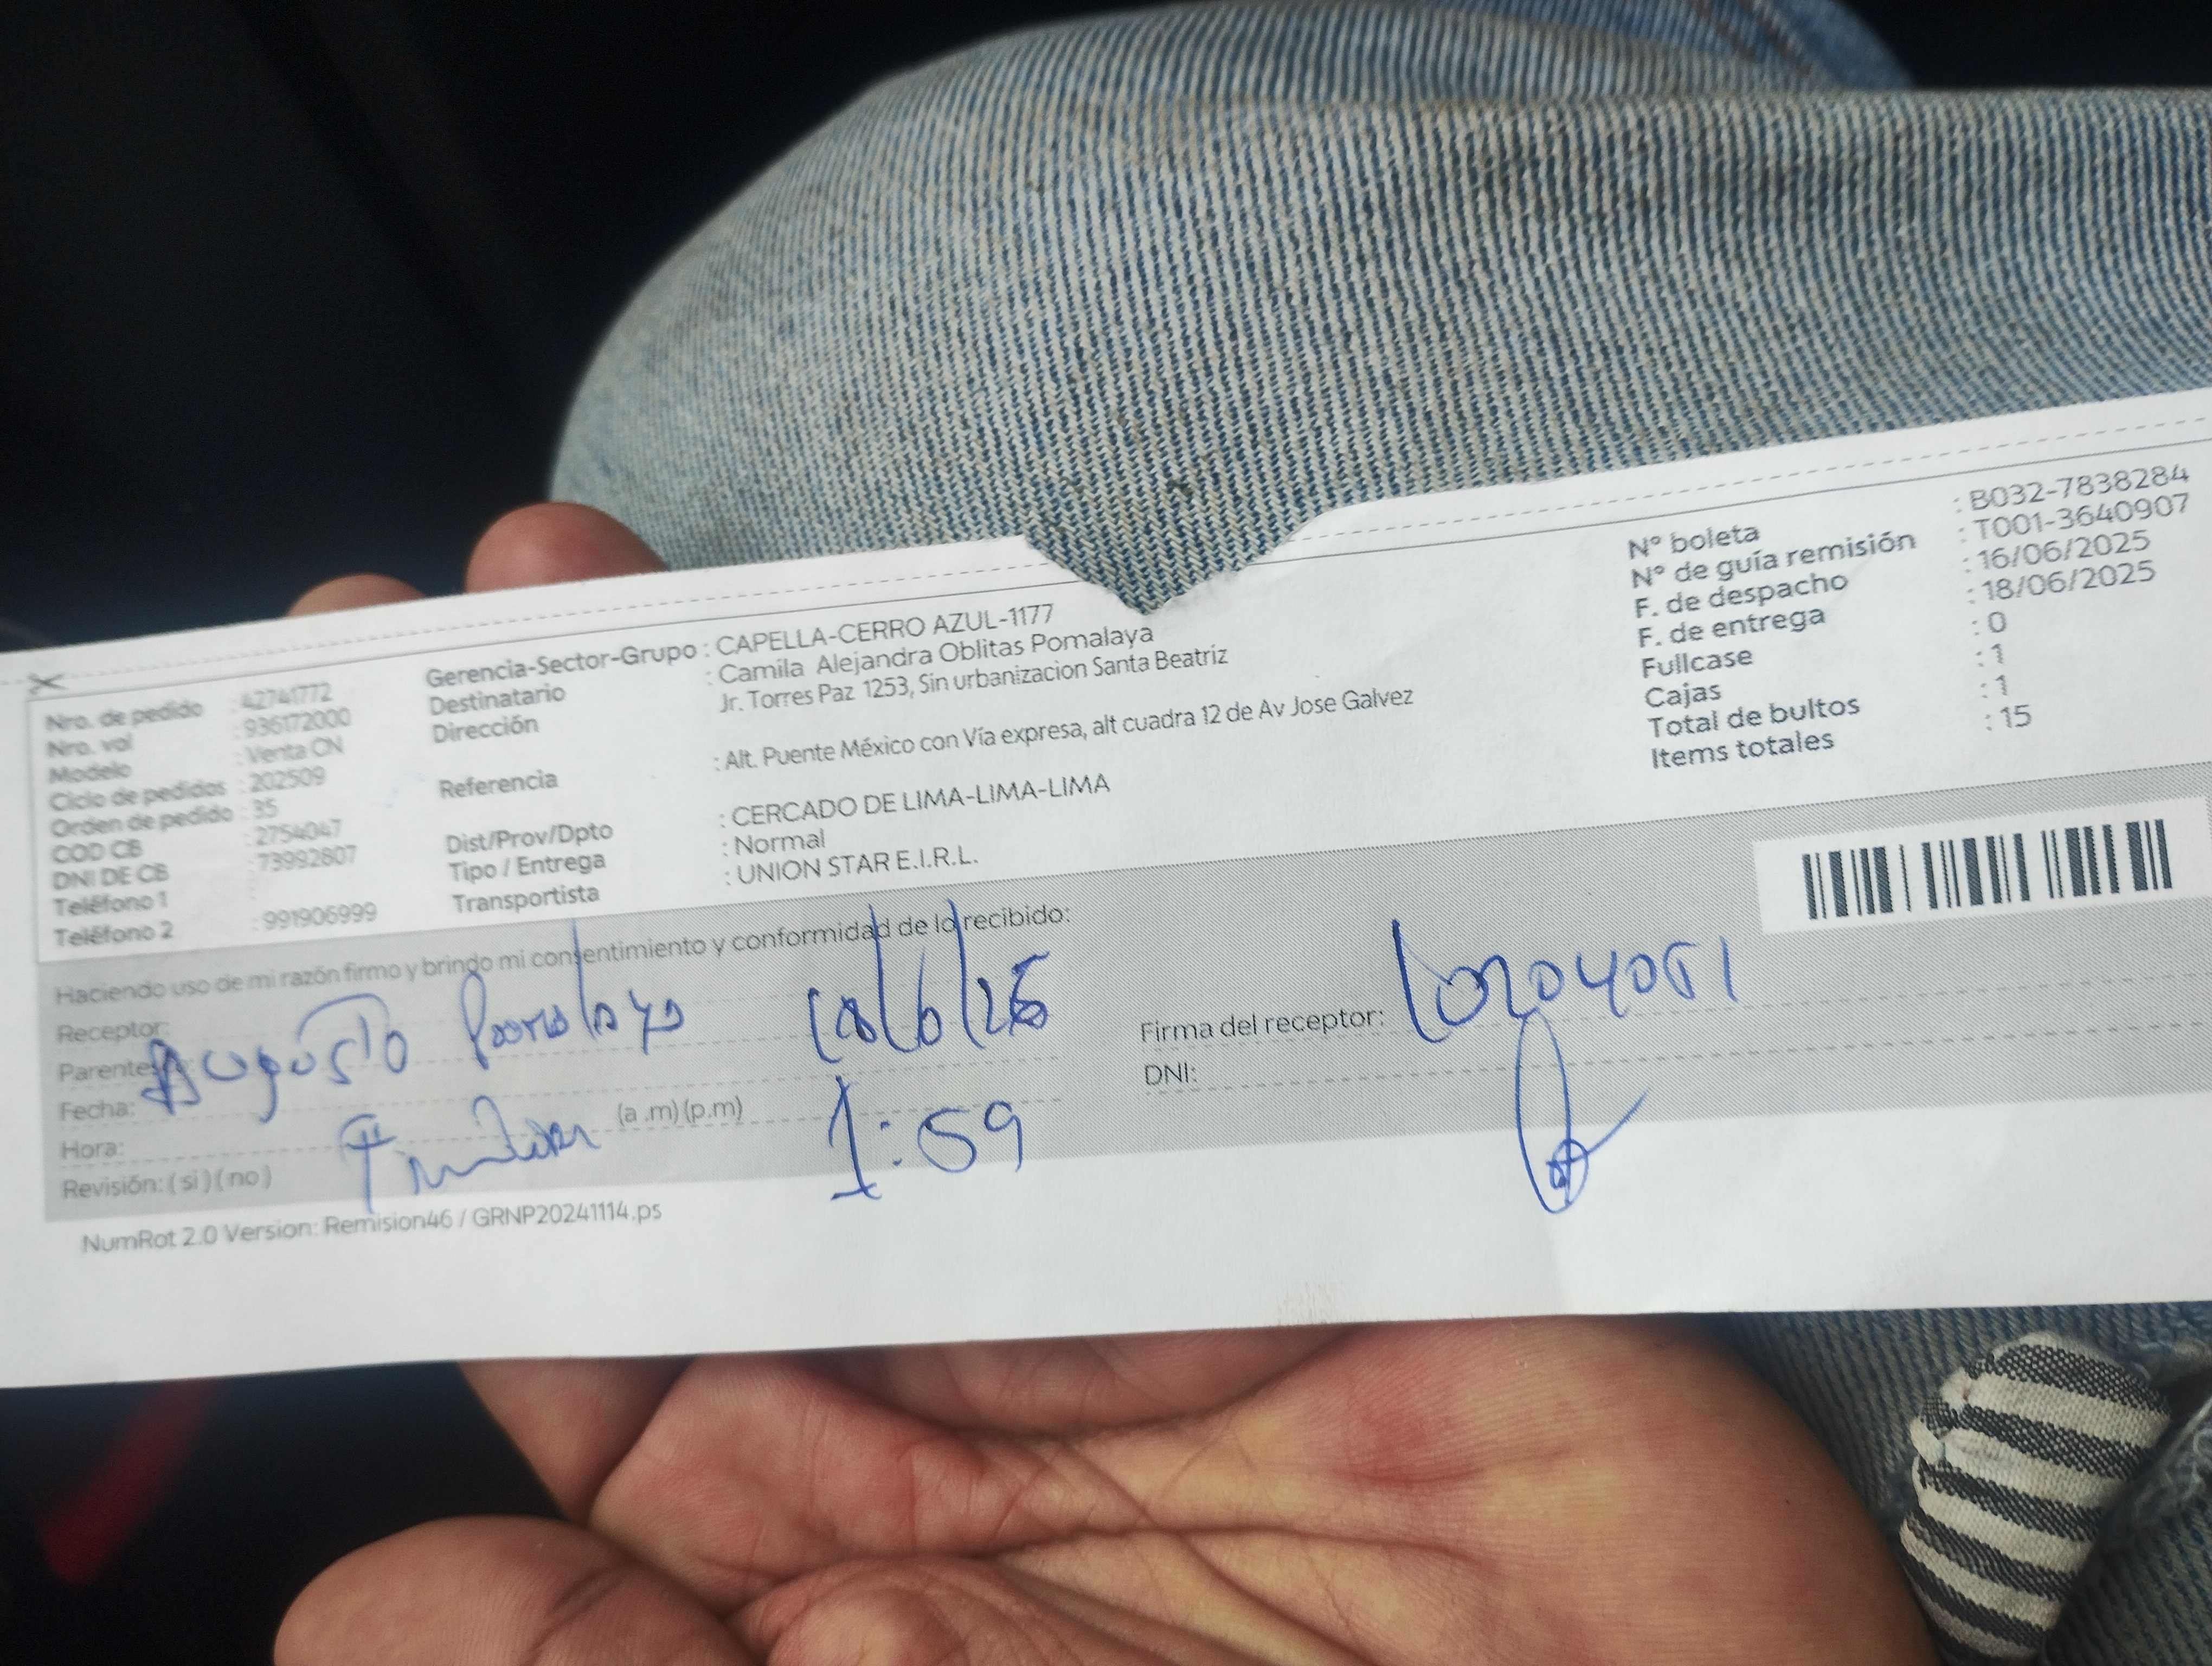 Nro. de pedido : 42741772
Nro. vol : 936172000
Modelo : Venta CN
Ciclo de pedidos : 202509
Orden de pedido : 35
COD CB : 2754047
DNI DE CB : 73992807
Teléfono 1 :
Teléfono 2 : 991906999
Gerencia-Sector-Grupo : CAPELLA-CERRO AZUL-1177
Destinatario : Camila Alejandra Oblitas Pomalaya
Dirección Jr. Torres Paz 1253, Sin urbanizacion Santa Beatriz
Referencia : Alt. Puente México con Vía expresa, alt cuadra 12 de Av Jose Galvez
Dist/Prov/Dpto : CERCADO DE LIMA-LIMA-LIMA
Tipo / Entrega : Normal
Transportista : UNION STAR E.I.R.L.
N° boleta : B032-7838284
N° de guía remisión : T001-3640907
F. de despacho : 16/06/2025
F. de entrega : 18/06/2025
Fullcase : 0
Cajas : 1
Total de bultos : 1
Items totales : 15
Haciendo uso de mi razón firmo y brindo mi consentimiento y conformidad de lo recibido:
Receptor:
Augusto Pomalaya
Parentesco:
Fecha:
Hora: (a .m) (p.m) 1:59
Revisión: ( si ) ( no )
Firma del receptor:
DNI:
NumRot 2.0 Version: Remision46 / GRNP20241114.ps